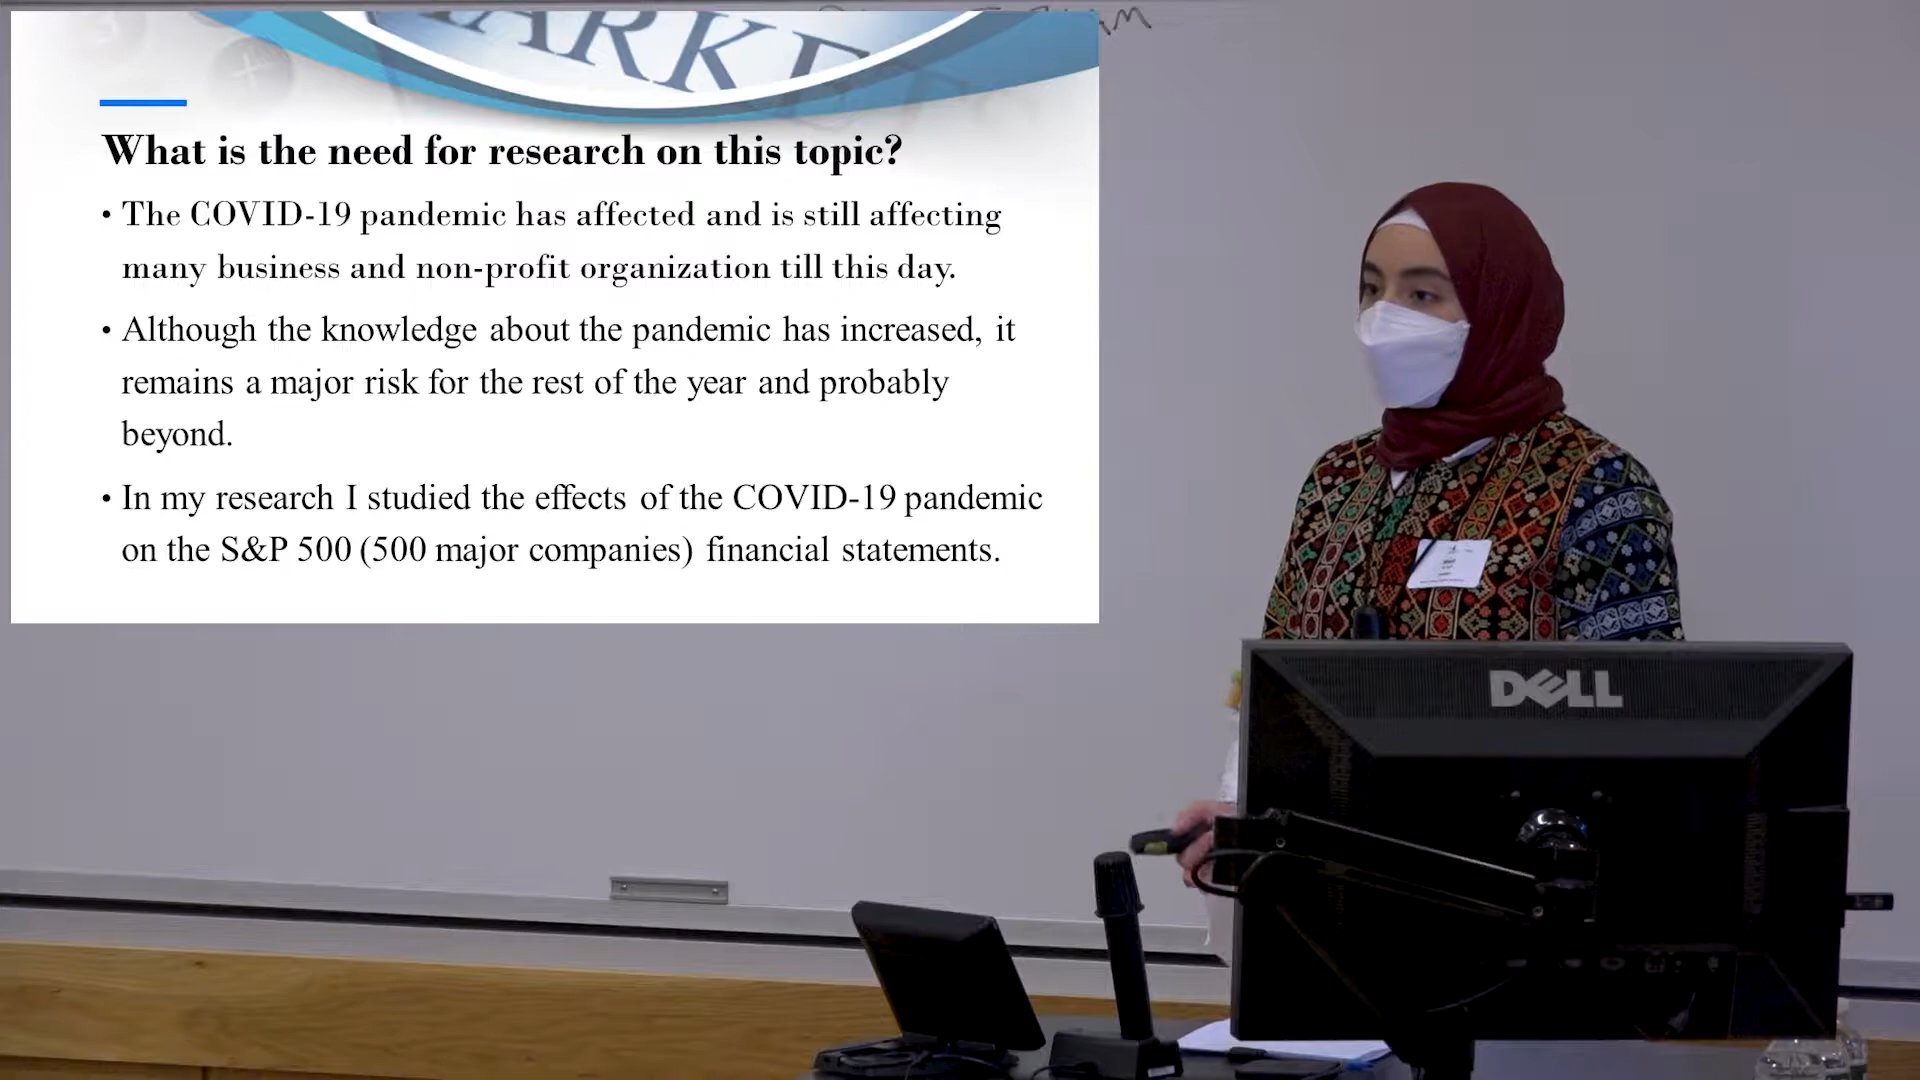 MARKET
What is the need for research on this topic?
• The COVID-19 pandemic has affected and is still affecting
many business and non-profit organization till this day.
• Although the knowledge about the pandemic has increased, it
remains a major risk for the rest of the year and probably
beyond.
• In my research I studied the effects of the COVID-19 pandemic
on the S&P 500 (500 major companies) financial statements.
DELL